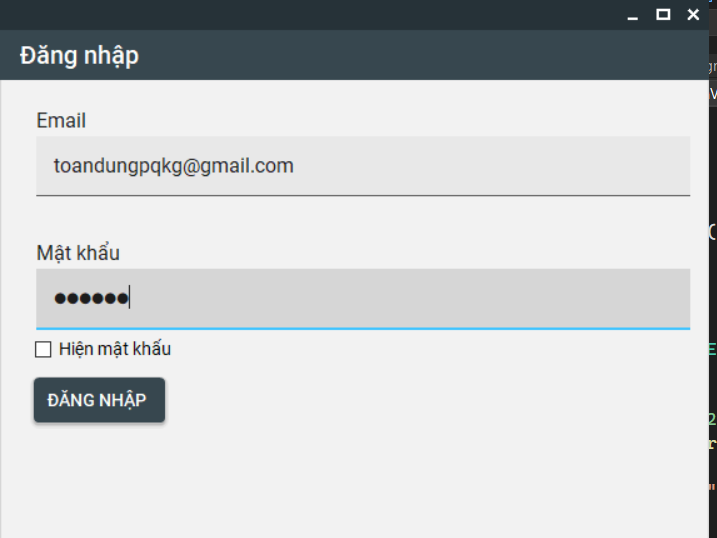 Đăng nhập
Email
toandungpqkg@gmail.com
Mật khẩu
●●●●●●
Hiện mật khẩu
ĐĂNG NHẬP